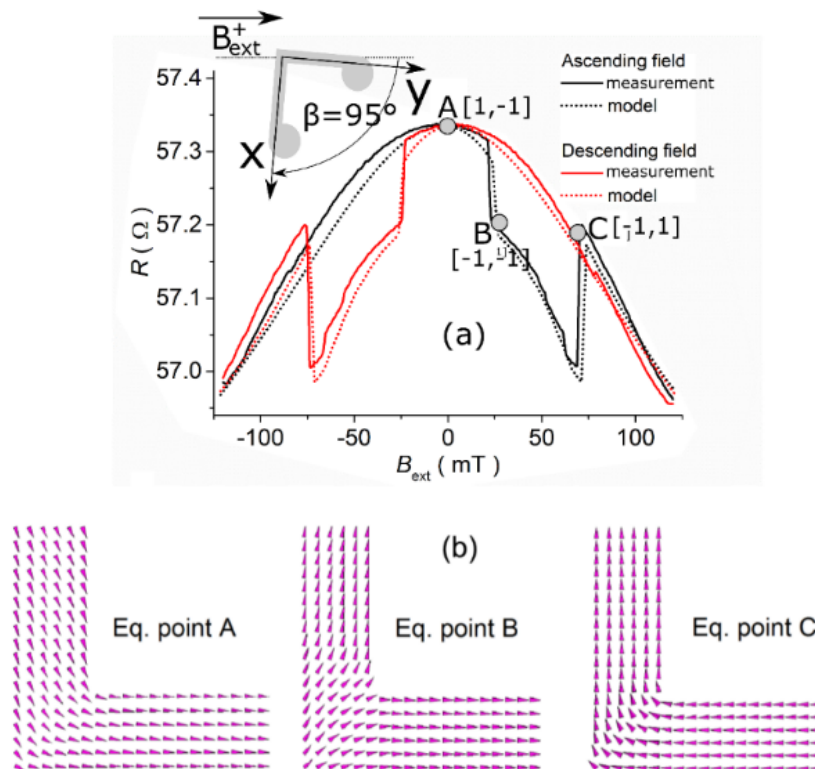 B+ext
57.4
57.3
57.2
57.1
57.0
R (Ω)
β=95°
y
x
A [1,-1]
B
[-1,-1]
C [-1,1]
(a)
Ascending field
measurement
model
Descending field
measurement
model
-100 -50 0 50 100
Bext (mT)
(b)
Eq. point A
Eq. point B
Eq. point C